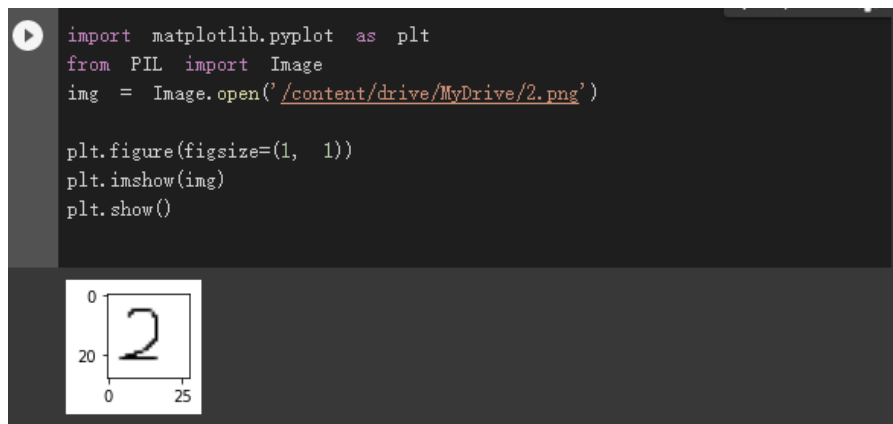 import matplotlib.pyplot as plt
from PIL import Image
img = Image.open('/content/drive/MyDrive/2.png')
plt.figure(figsize=(1, 1))
plt.imshow(img)
plt.show()
0
2
20
0 25